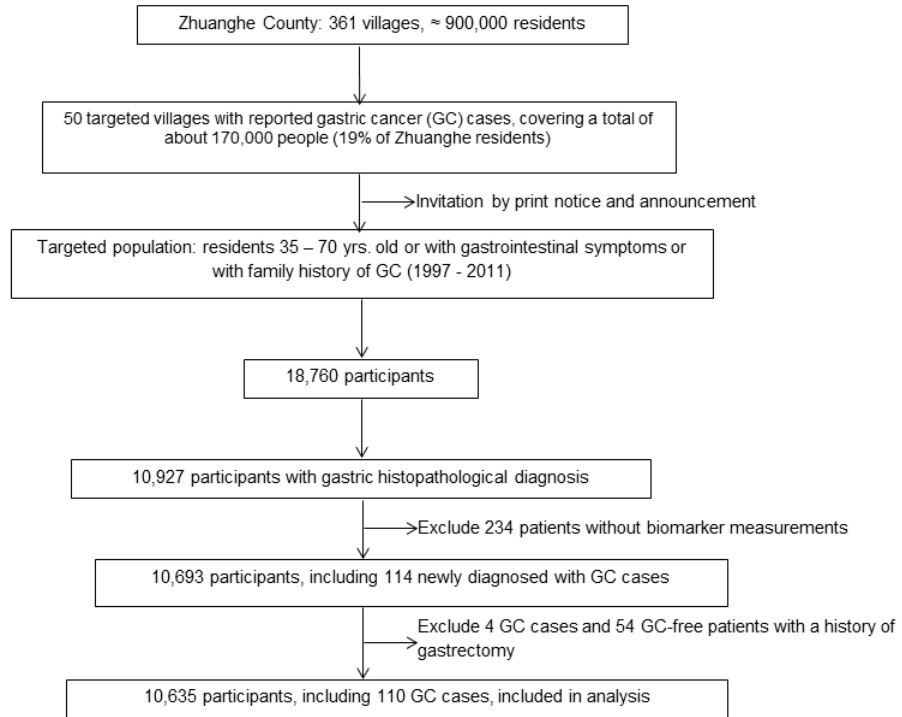 Zhuanghe County: 361 villages, ≈ 900,000 residents
50 targeted villages with reported gastric cancer (GC) cases, covering a total of
about 170,000 people (19% of Zhuanghe residents)
Invitation by print notice and announcement
Targeted population: residents 35 – 70 yrs. old or with gastrointestinal symptoms or
with family history of GC (1997 - 2011)
18,760 participants
10,927 participants with gastric histopathological diagnosis
Exclude 234 patients without biomarker measurements
10,693 participants, including 114 newly diagnosed with GC cases
Exclude 4 GC cases and 54 GC-free patients with a history of
gastrectomy
10,635 participants, including 110 GC cases, included in analysis